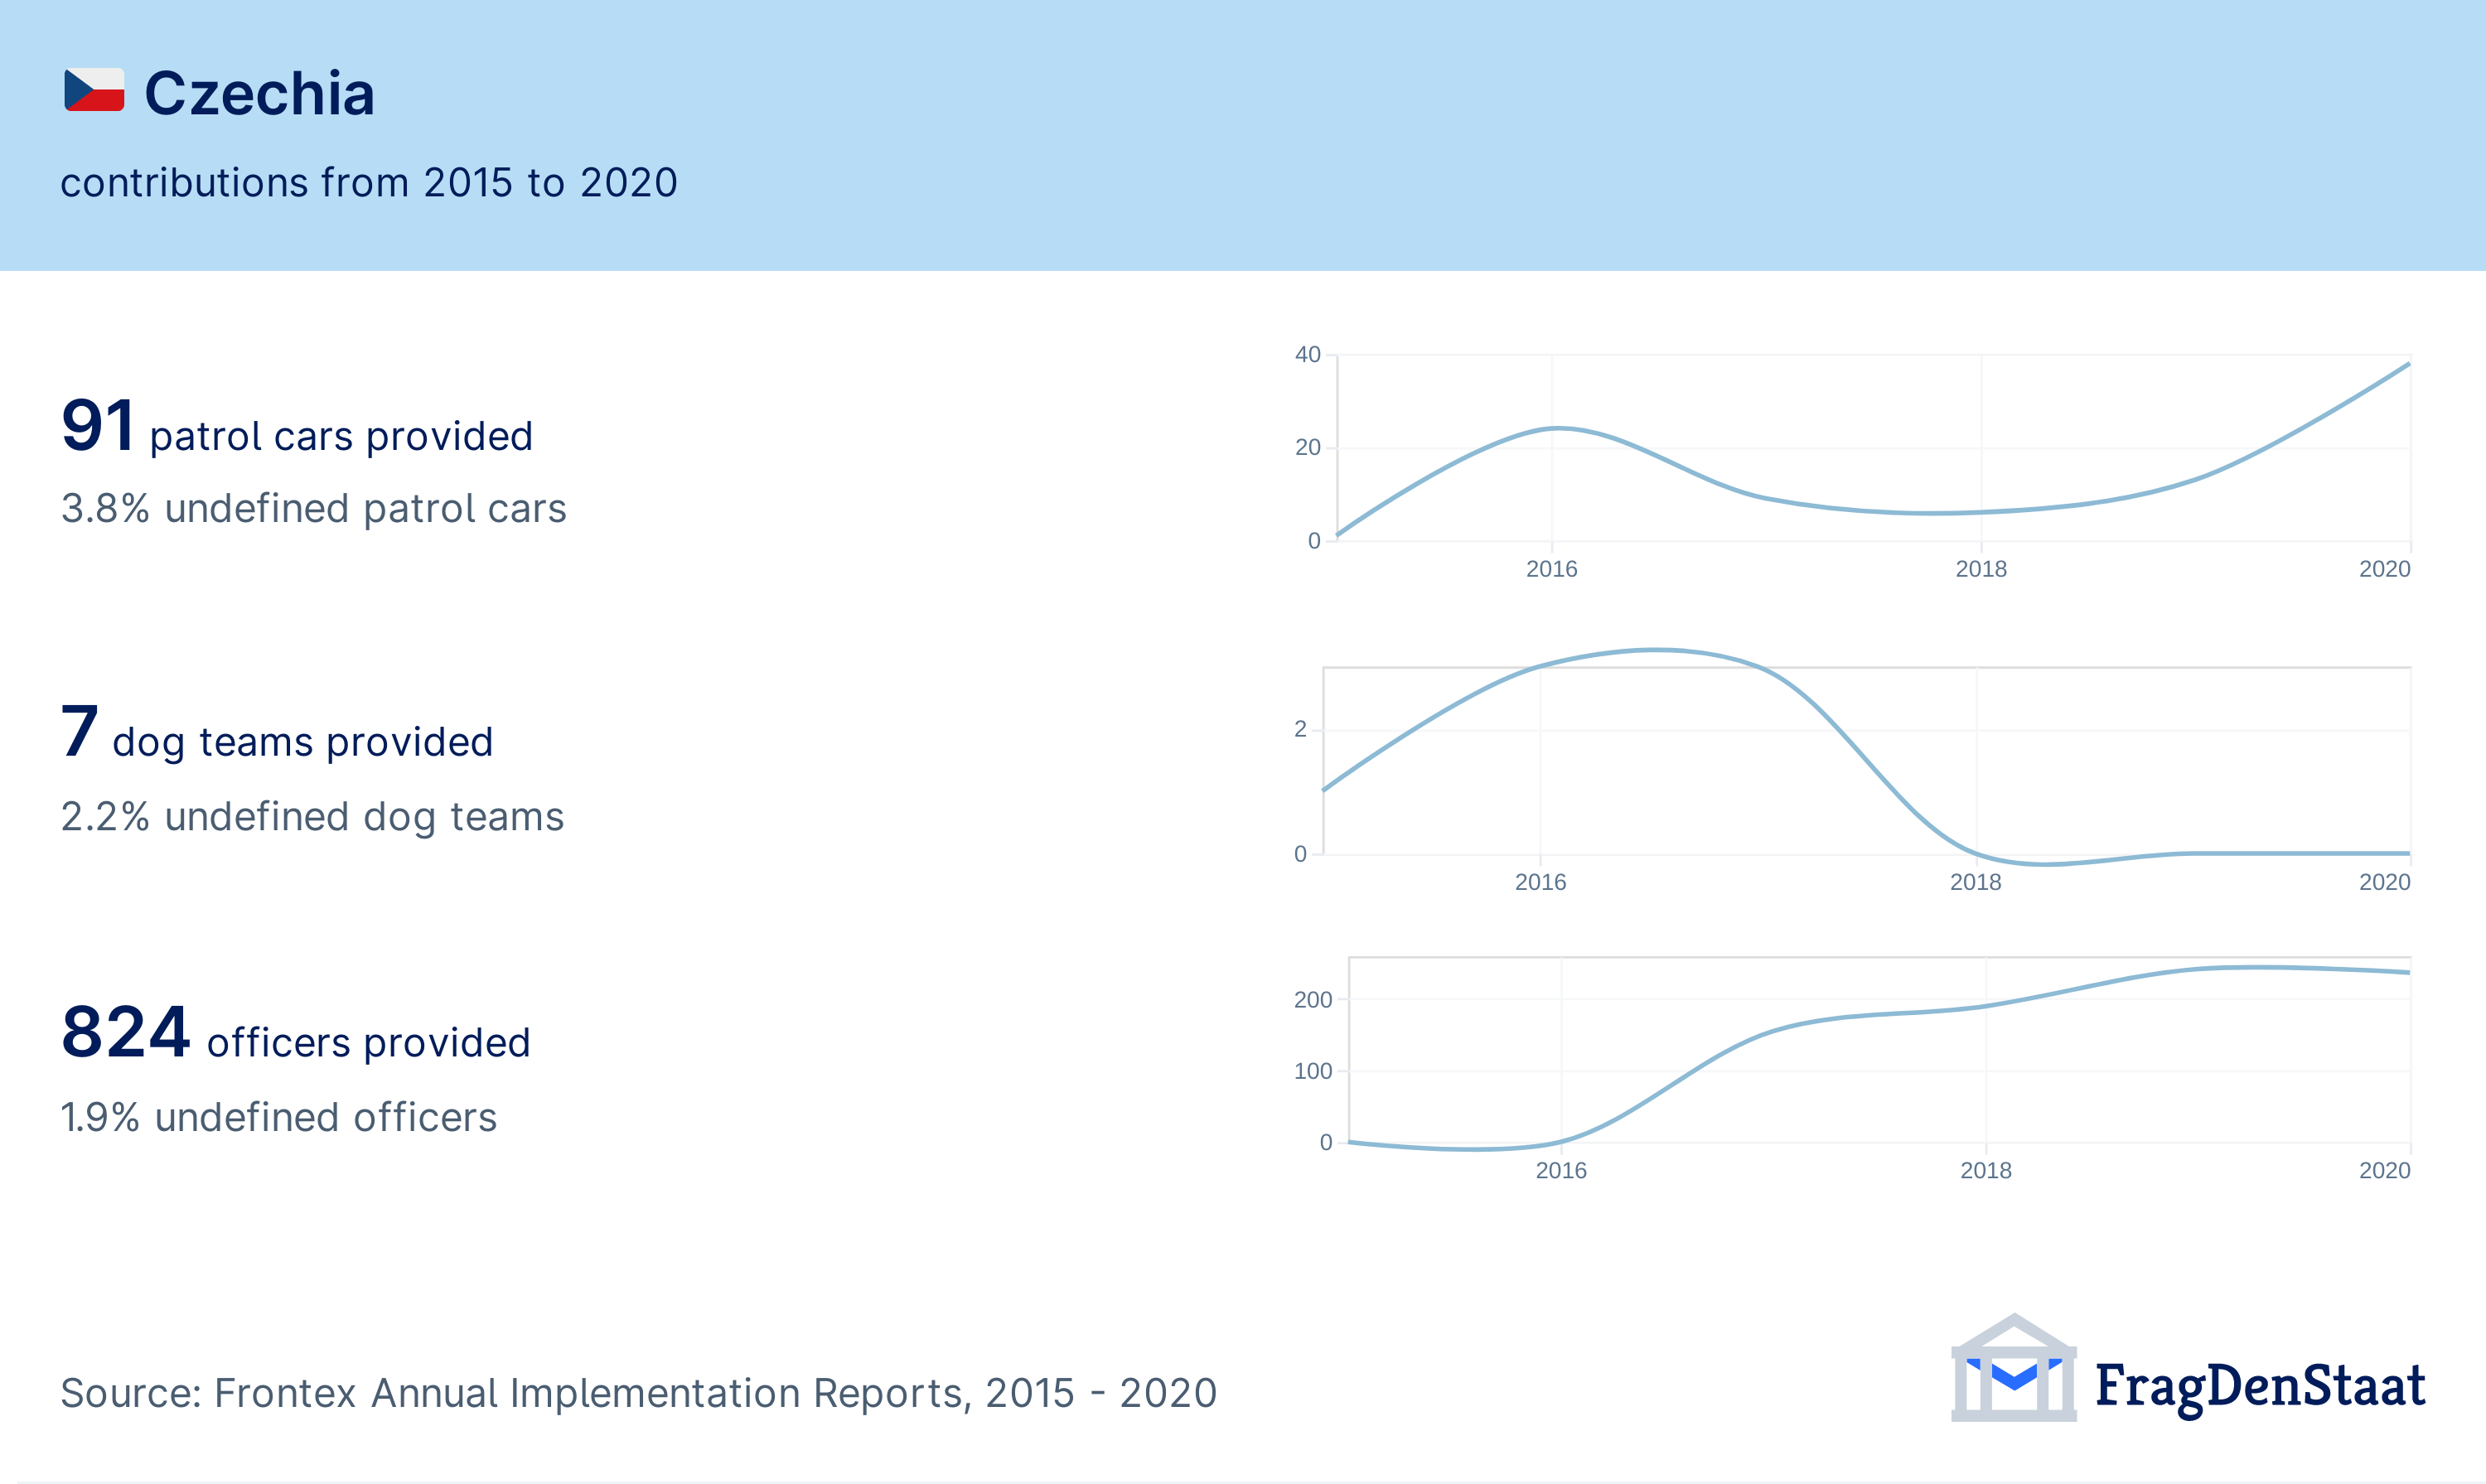 Czechia
contributions from 2015 to 2020
91 patrol cars provided
3.8% undefined patrol cars
40
20
0
2016 2018 2020
7 dog teams provided
2.2% undefined dog teams
2
0
2016 2018 2020
824 officers provided
1.9% undefined officers
200
100
0
2016 2018 2020
Source: Frontex Annual Implementation Reports, 2015 - 2020
FragDenStaat